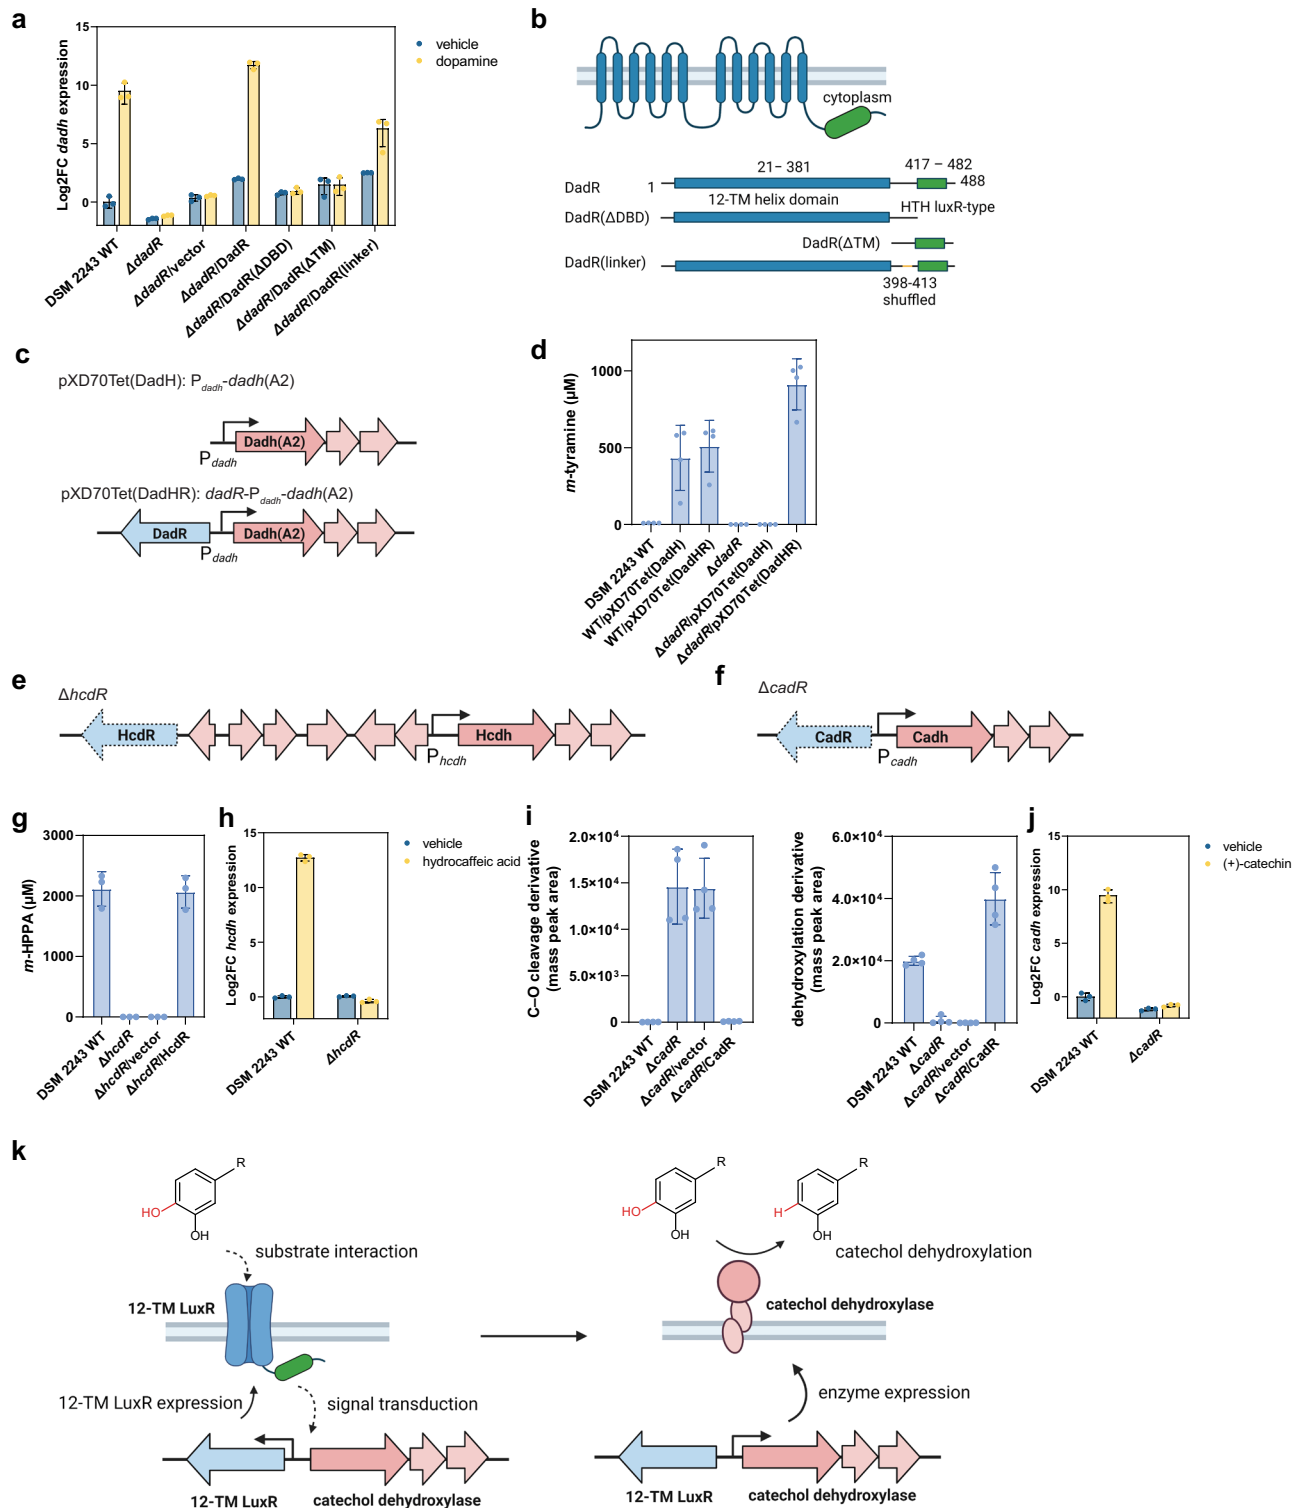 a
Log2FC dadh expression
15
10
5
0
vehicle
dopamine
DSM 2243 WT
ΔdadR
ΔdadR/vector
ΔdadR/DadR
ΔdadR/DadR(ΔDBD)
ΔdadR/DadR(ΔTM)
ΔdadR/DadR(linker)
b
cytoplasm
21– 381
417 – 482
DadR
1
488
12-TM helix domain
HTH luxR-type
DadR(ΔDBD)
DadR(ΔTM)
DadR(linker)
398-413
shuffled
c
pXD70Tet(DadH): Pdadh-dadh(A2)
Dadh(A2)
Pdadh
pXD70Tet(DadHR): dadR-Pdadh-dadh(A2)
DadR
Dadh(A2)
Pdadh
d
m-tyramine (µM)
1000
500
0
DSM 2243 WT
WT/pXD70Tet(DadH)
WT/pXD70Tet(DadHR)
ΔdadR
ΔdadR/pXD70Tet(DadH)
ΔdadR/pXD70Tet(DadHR)
e
ΔhcdR
HcdR
Hcdh
Phcdh
f
ΔcadR
CadR
Cadh
Pcadh
g
m-HPPA (µM)
3000
2000
1000
0
DSM 2243 WT
ΔhcdR
ΔhcdR/vector
ΔhcdR/HcdR
h
Log2FC hcdh expression
15
10
5
0
vehicle
hydrocaffeic acid
DSM 2243 WT
ΔhcdR
i
C–O cleavage derivative
(mass peak area)
2.0×10⁴
1.5×10⁴
1.0×10⁴
5.0×10³
0
DSM 2243 WT
ΔcadR
ΔcadR/vector
ΔcadR/CadR
dehydroxylation derivative
(mass peak area)
6.0×10⁴
4.0×10⁴
2.0×10⁴
0
DSM 2243 WT
ΔcadR
ΔcadR/vector
ΔcadR/CadR
j
Log2FC cadh expression
15
10
5
0
vehicle
(+)-catechin
DSM 2243 WT
ΔcadR
k
R
HO
OH
substrate interaction
12-TM LuxR
12-TM LuxR expression
signal transduction
12-TM LuxR
catechol dehydroxylase
R
HO
OH
R
H
OH
catechol dehydroxylation
catechol dehydroxylase
enzyme expression
12-TM LuxR
catechol dehydroxylase